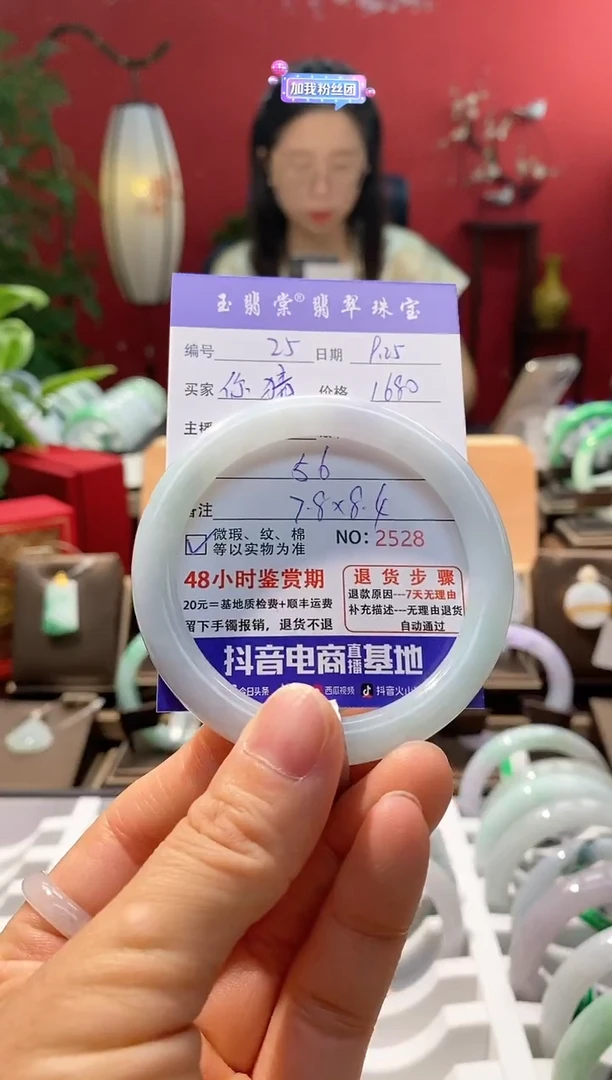 加我粉丝团
玉翡棠®翡翠珠宝
编号 25 日期 9.25
买家 你猜 价格 1680
主播
56
备注 7.8×8.4
微瑕、纹、棉
等以实物为准
NO: 2528
48小时鉴赏期
20元=基地质检费+顺丰运费
留下手镯报销，退货不退
退货步骤
退款原因---7天无理由
补充描述---无理由退货
自动通过
抖音电商直播基地
今日头条 西瓜视频 抖音火山